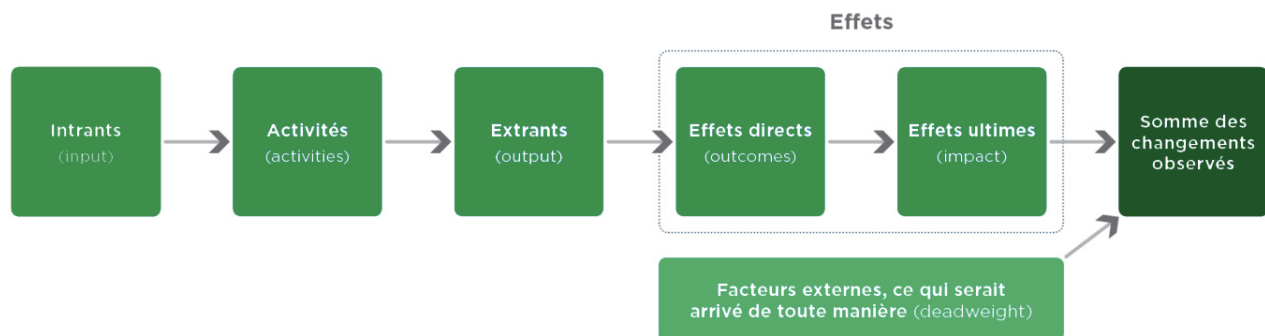 Effets
Intrants
(input)
Activités
(activities)
Extrants
(output)
Effets directs
(outcomes)
Effets ultimes
(impact)
Somme des
changements
observés
Facteurs externes, ce qui serait
arrivé de toute manière (deadweight)